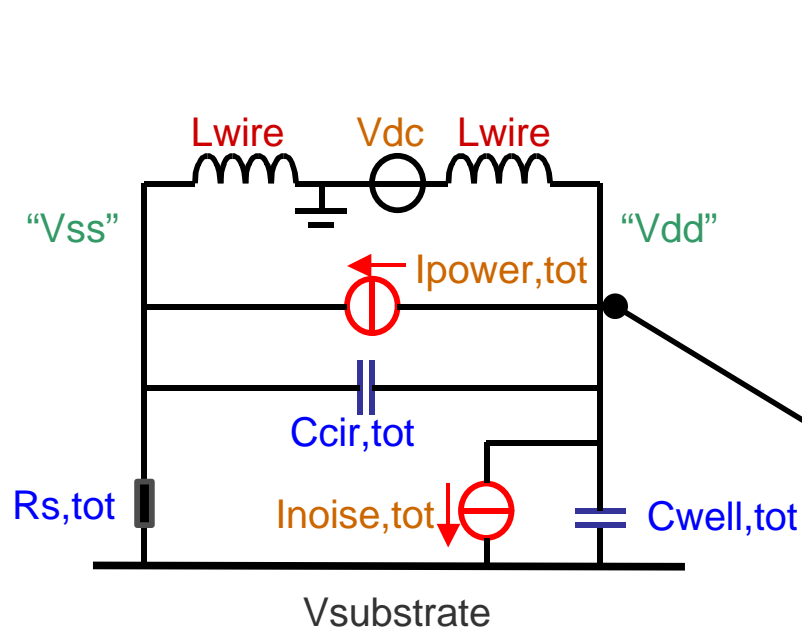 Lwire Vdc Lwire
“Vss” “Vdd”
Ipower,tot
Ccir,tot
Rs,tot Inoise,tot Cwell,tot
Vsubstrate